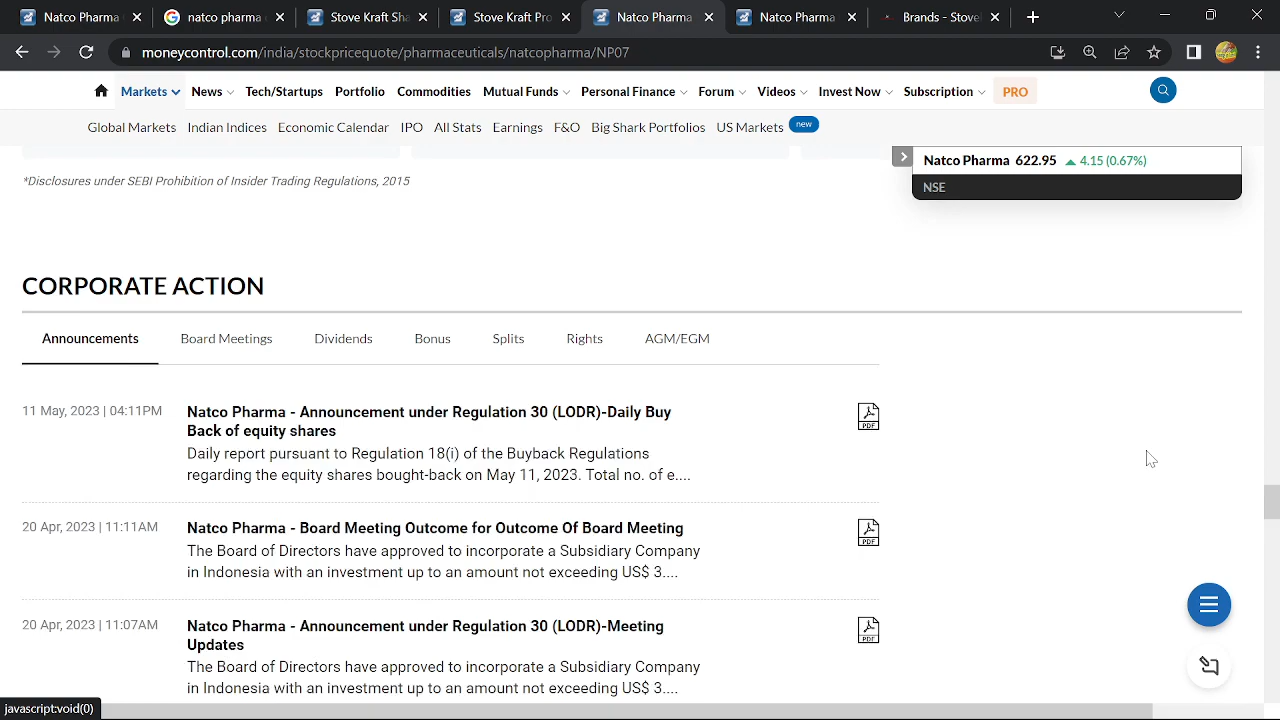 Natco Pharma
Natco pharma
Stove Kraft Sha
Stove Kraft Pro
Natco Pharma
Natco Pharma
Brands - Stove
moneycontrol.com/india/stockpricequote/pharmaceuticals/natcopharma/NP07
Markets News Tech/Startups Portfolio Commodities Mutual Funds Personal Finance Forum Videos Invest Now Subscription PRO
Global Markets Indian Indices Economic Calendar IPO All Stats Earnings F&O Big Shark Portfolios US Markets new
Natco Pharma 622.95 4.15 (0.67%)
NSE
*Disclosures under SEBI Prohibition of Insider Trading Regulations, 2015
CORPORATE ACTION
Announcements Board Meetings Dividends Bonus Splits Rights AGM/EGM
11 May, 2023 | 04:11PM
Natco Pharma - Announcement under Regulation 30 (LODR)-Daily Buy
Back of equity shares
Daily report pursuant to Regulation 18(i) of the Buyback Regulations
regarding the equity shares bought-back on May 11, 2023. Total no. of e....
PDF
20 Apr, 2023 | 11:11AM
Natco Pharma - Board Meeting Outcome for Outcome Of Board Meeting
The Board of Directors have approved to incorporate a Subsidiary Company
in Indonesia with an investment up to an amount not exceeding US$ 3....
PDF
20 Apr, 2023 | 11:07AM
Natco Pharma - Announcement under Regulation 30 (LODR)-Meeting
Updates
The Board of Directors have approved to incorporate a Subsidiary Company
in Indonesia with an investment up to an amount not exceeding US$ 3....
PDF
javascript:void(0)